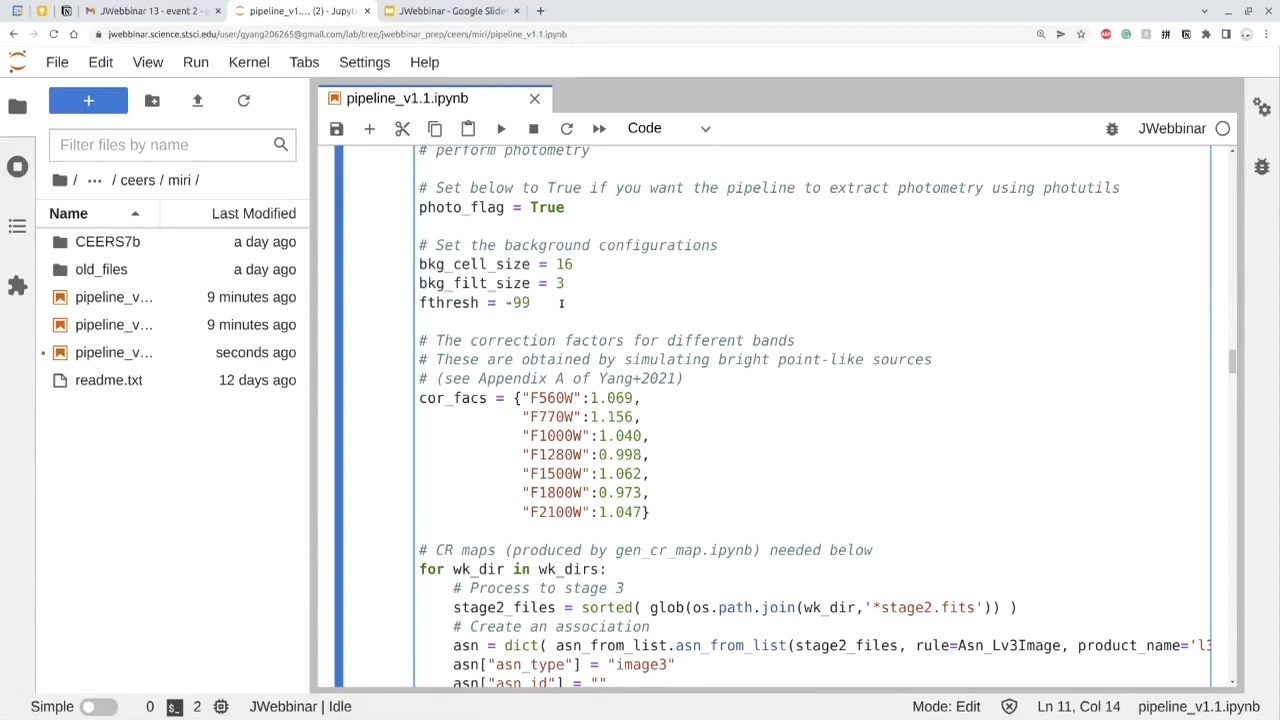 JWebbinar 13 - event 2 - g
pipeline_v1.... (2) - Jupyte
JWebbinar - Google Slides
jwebbinar.science.stsci.edu/user/gyang206265@gmail.com/lab/tree/jwebbinar_prep/ceers/miri/pipeline_v1.1.ipynb
File Edit View Run Kernel Tabs Settings Help
pipeline_v1.1.ipynb
Code
JWebbinar
Filter files by name
/ ... / ceers / miri /
Name Last Modified
CEERS7b a day ago
old_files a day ago
pipeline_v… 9 minutes ago
pipeline_v… 9 minutes ago
pipeline_v… seconds ago
readme.txt 12 days ago
# perform photometry
# Set below to True if you want the pipeline to extract photometry using photutils
photo_flag = True
# Set the background configurations
bkg_cell_size = 16
bkg_filt_size = 3
fthresh = -99
# The correction factors for different bands
# These are obtained by simulating bright point-like sources
# (see Appendix A of Yang+2021)
cor_facs = {"F560W":1.069,
"F770W":1.156,
"F1000W":1.040,
"F1280W":0.998,
"F1500W":1.062,
"F1800W":0.973,
"F2100W":1.047}
# CR maps (produced by gen_cr_map.ipynb) needed below
for wk_dir in wk_dirs:
# Process to stage 3
stage2_files = sorted( glob(os.path.join(wk_dir,'*stage2.fits')) )
# Create an association
asn = dict( asn_from_list.asn_from_list(stage2_files, rule=Asn_Lv3Image, product_name='l3
asn["asn_type"] = "image3"
asn["asn_id"] = ""
Simple 0 2 JWebbinar | Idle Mode: Edit Ln 11, Col 14 pipeline_v1.1.ipynb